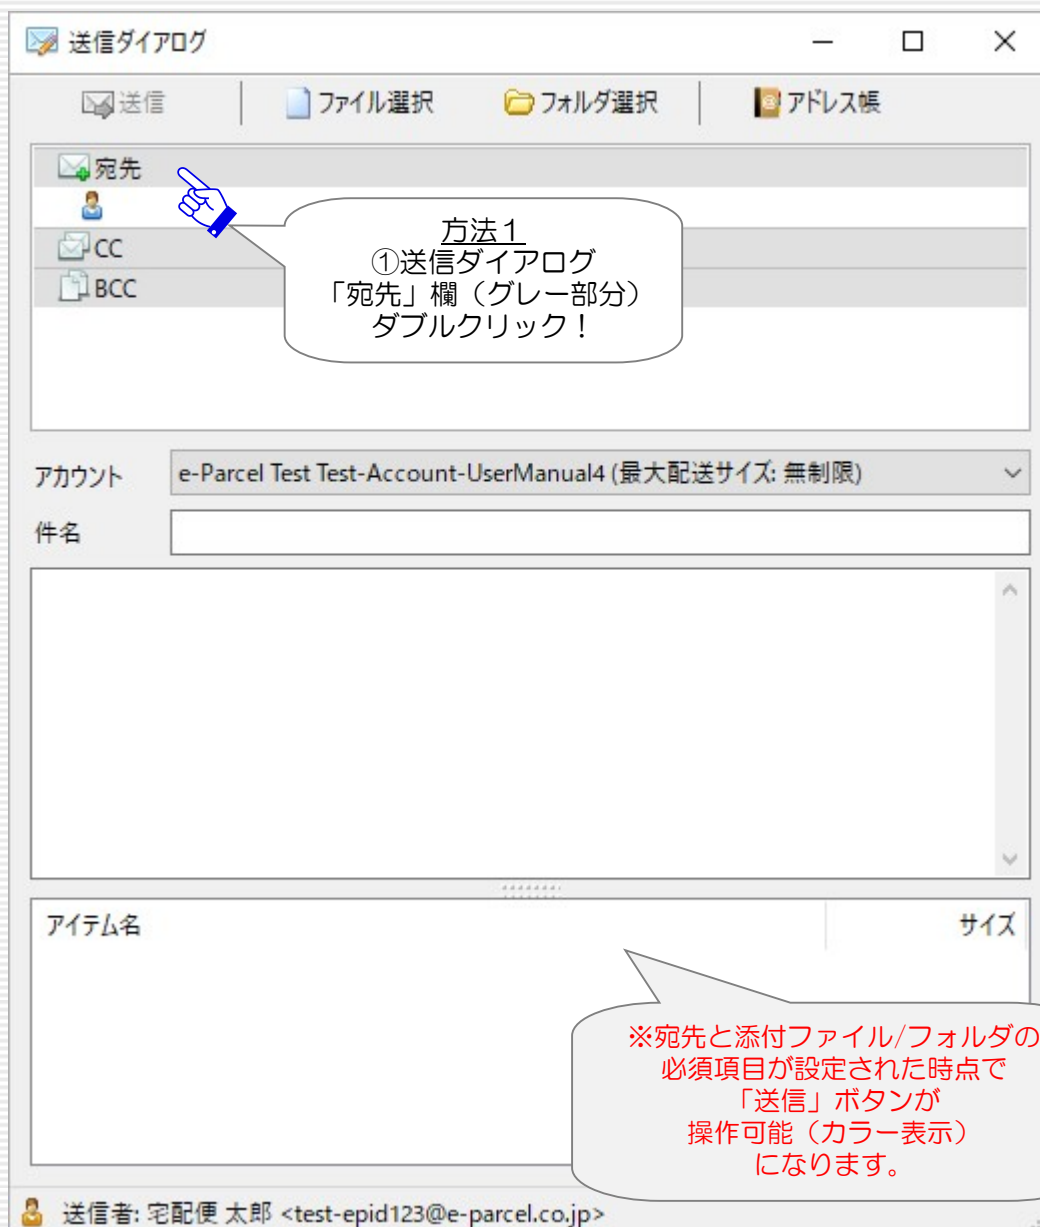 送信ダイアログ
送信 ファイル選択 フォルダ選択 アドレス帳
宛先
CC
BCC
方法１
①送信ダイアログ
「宛先」欄（グレー部分）
ダブルクリック！
アカウント e-Parcel Test Test-Account-UserManual4 (最大配送サイズ: 無制限)
件名
アイテム名 サイズ
※宛先と添付ファイル/フォルダの
必須項目が設定された時点で
「送信」ボタンが
操作可能（カラー表示）
になります。
送信者: 宅配便 太郎 <test-epid123@e-parcel.co.jp>